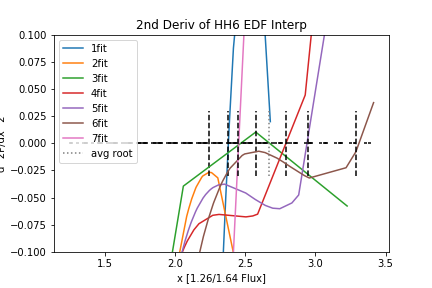 2nd Deriv of HH6 EDF Interp
0.100
0.075
0.050
0.025
0.000
−0.025
−0.050
−0.075
−0.100
1fit
2fit
3fit
4fit
5fit
6fit
7fit
avg root
1.5
2.0
2.5
3.0
3.5
x [1.26/1.64 Flux]